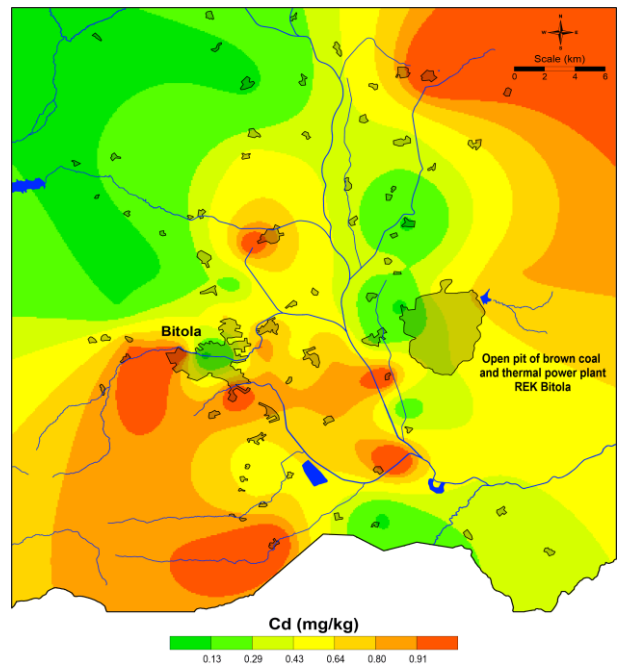 N
W E
S
Scale (km)
0 2 4 6
Bitola
Open pit of brown coal
and thermal power plant
REK Bitola
Cd (mg/kg)
0.13 0.29 0.43 0.64 0.80 0.91